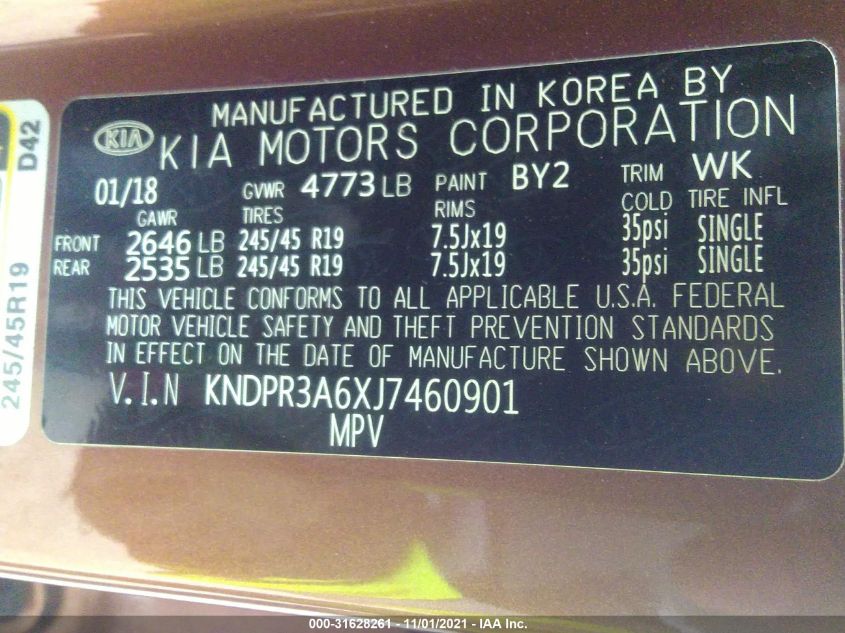 MANUFACTURED IN KOREA BY
KIA KIA MOTORS CORPORATION
01/18 GVWR 4773 LB PAINT BY2 TRIM WK
GAWR TIRES RIMS COLD TIRE INFL
FRONT 2646 LB 245/45 R19 7.5Jx19 35psi SINGLE
REAR 2535 LB 245/45 R19 7.5Jx19 35psi SINGLE
THIS VEHICLE CONFORMS TO ALL APPLICABLE U.S.A. FEDERAL
MOTOR VEHICLE SAFETY AND THEFT PREVENTION STANDARDS
IN EFFECT ON THE DATE OF MANUFACTURE SHOWN ABOVE.
V.I.N KNDPR3A6XJ7460901
MPV
245/45R19 D42
000-31628261 - 11/01/2021 - IAA Inc.